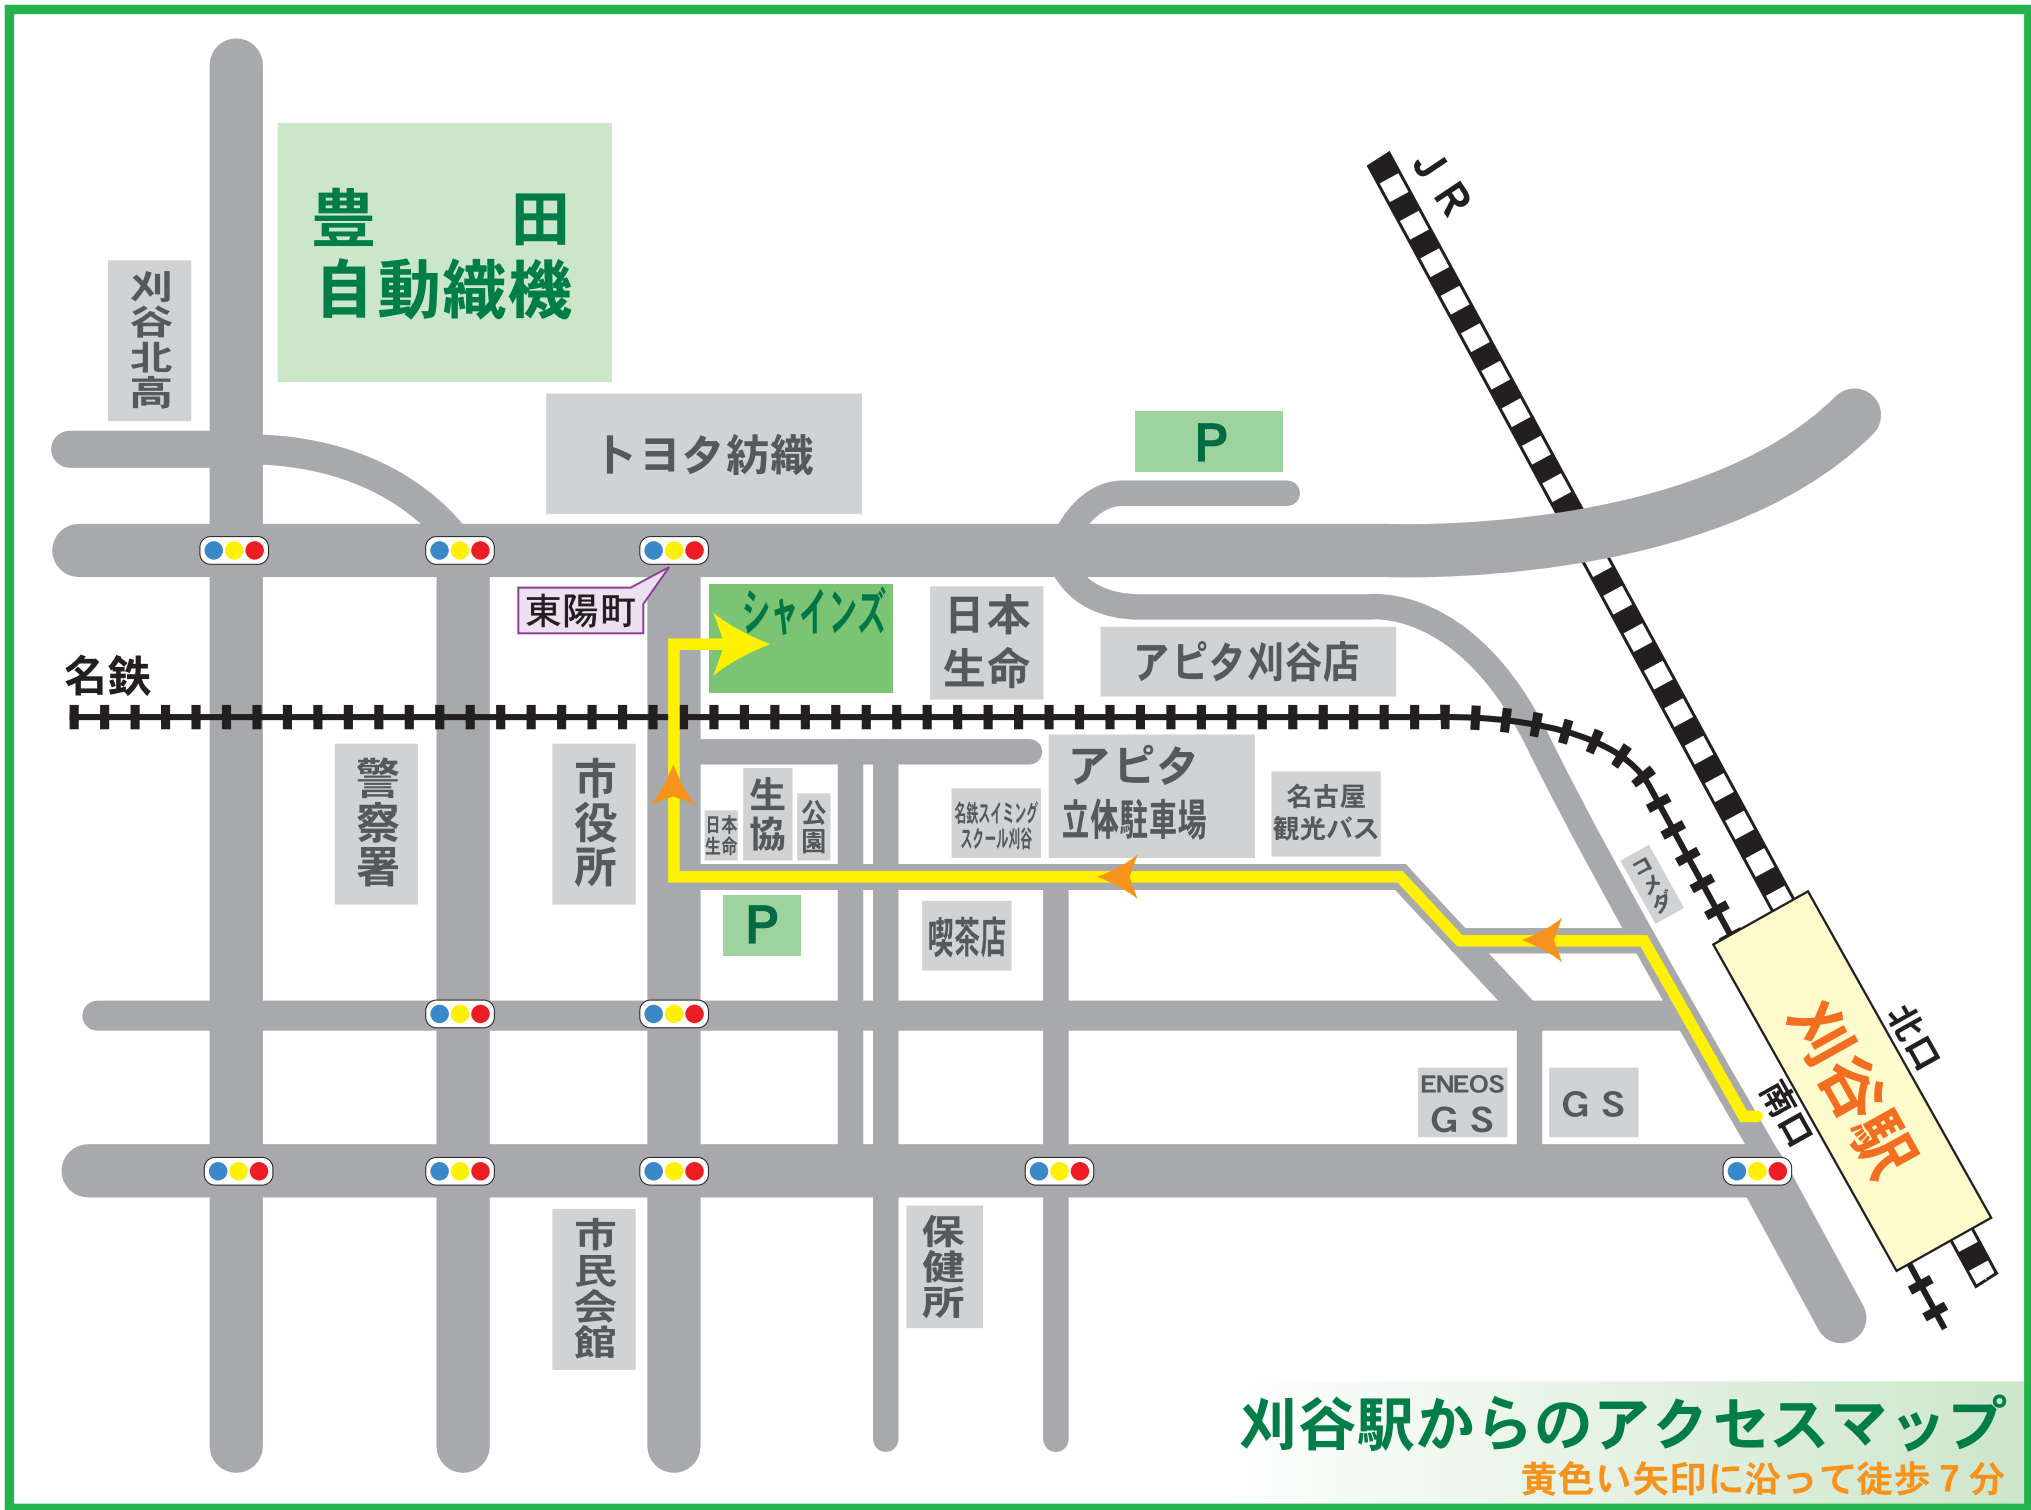 豊田
自動織機
刈谷北高
JR
トヨタ紡織
P
東陽町
シャインズ
日本
生命
アピタ刈谷店
名鉄
警察署
市役所
日本
生命
生協
公園
名鉄スイミング
スクール刈谷
アピタ
立体駐車場
名古屋
観光バス
コメダ
P
喫茶店
刈谷駅
北口
南口
ENEOS
GS
GS
市民会館
保健所
刈谷駅からのアクセスマップ
黄色い矢印に沿って徒歩7分